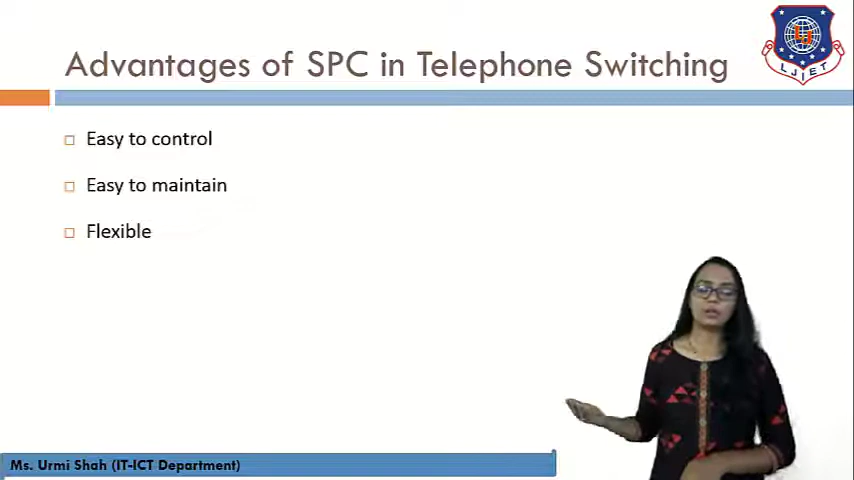 Advantages of SPC in Telephone Switching
LJIET
Easy to control
Easy to maintain
Flexible
Ms. Urmi Shah (IT-ICT Department)